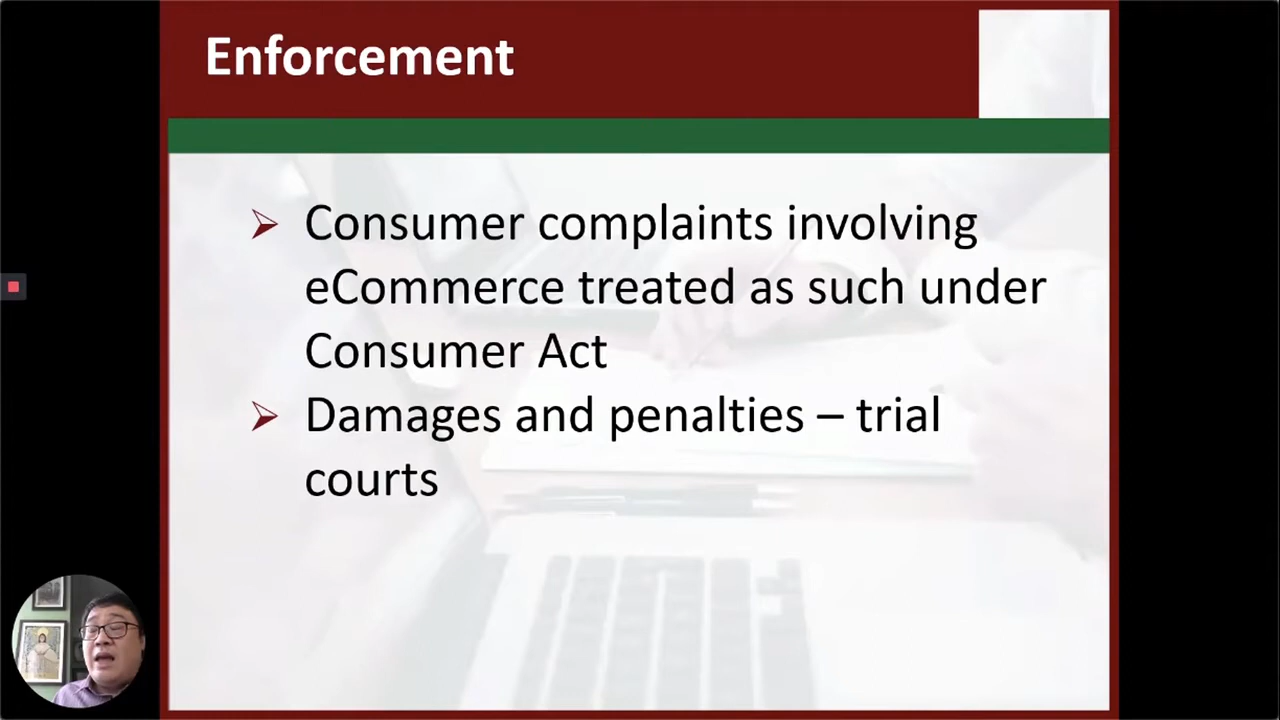 Enforcement
Consumer complaints involving
eCommerce treated as such under
Consumer Act
Damages and penalties – trial
courts